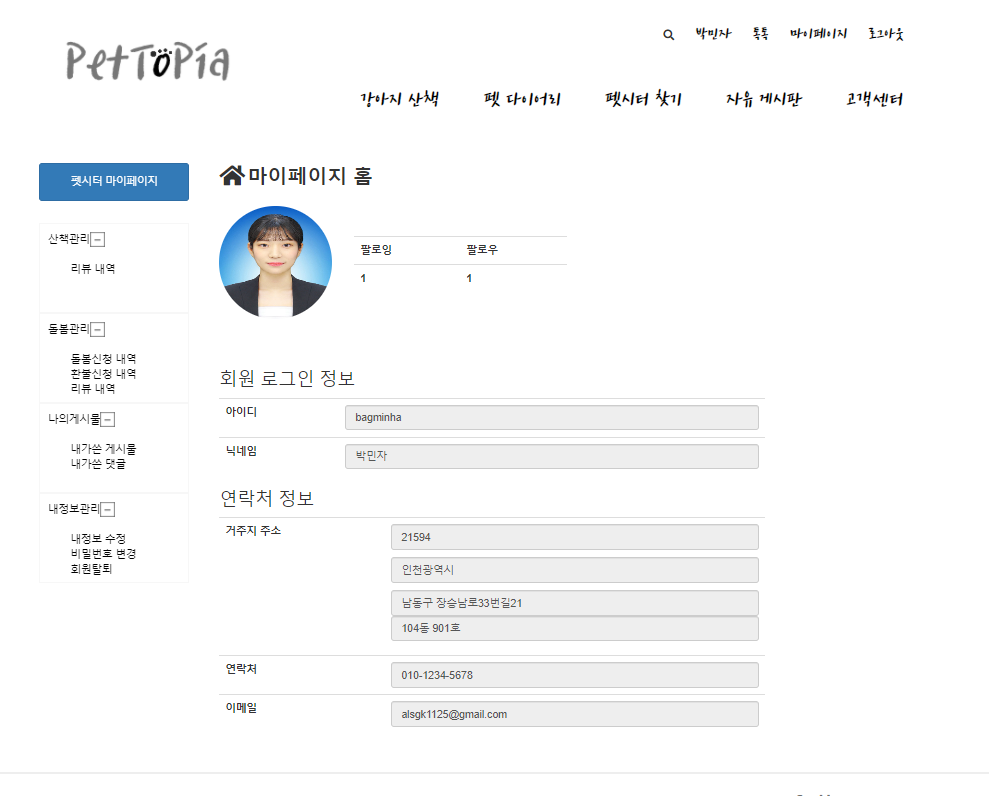 PetToPia
박민자 톡톡 마이페이지 로그아웃
강아지 산책 펫 다이어리 펫시터 찾기 자유 게시판 고객센터
펫시터 마이페이지
산책관리
리뷰 내역
돌봄관리
돌봄신청 내역
환불신청 내역
리뷰 내역
나의게시물
내가쓴 게시물
내가쓴 댓글
내정보관리
내정보 수정
비밀번호 변경
회원탈퇴
마이페이지 홈
팔로잉 팔로우
1 1
회원 로그인 정보
아이디 bagminha
닉네임 박민자
연락처 정보
거주지 주소 21594
인천광역시
남동구 장승남로33번길21
104동 901호
연락처 010-1234-5678
이메일 alsgk1125@gmail.com